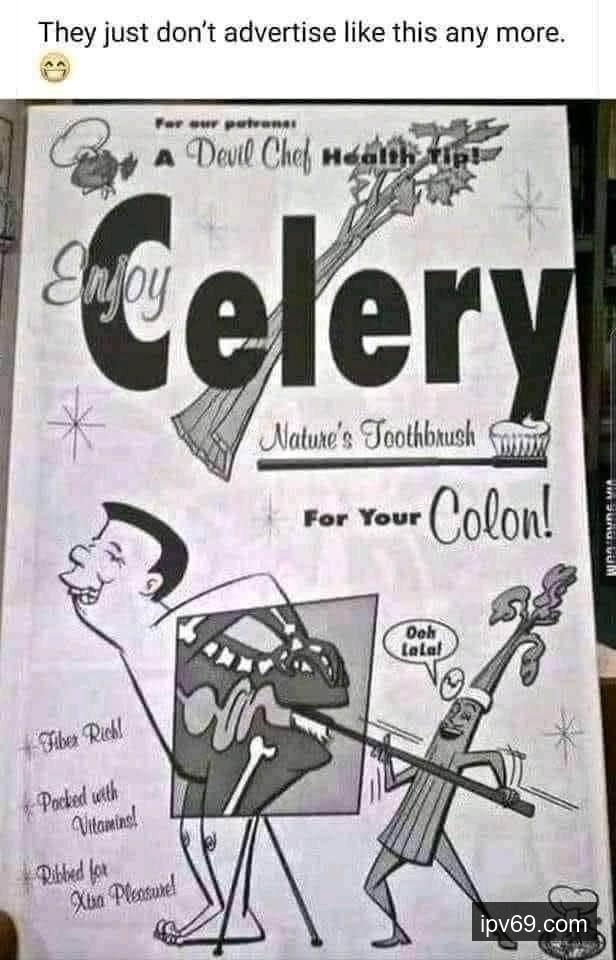 They just don't advertise like this any more.
For our patrons:
A Devil Chef Health Tip!
Enjoy
Celery
Nature's Toothbrush
For Your Colon!
Ooh
LaLa!
Fiber Rich!
Packed with
Vitamins!
Ribbed for
Xtra Pleasure!
ipv69.com